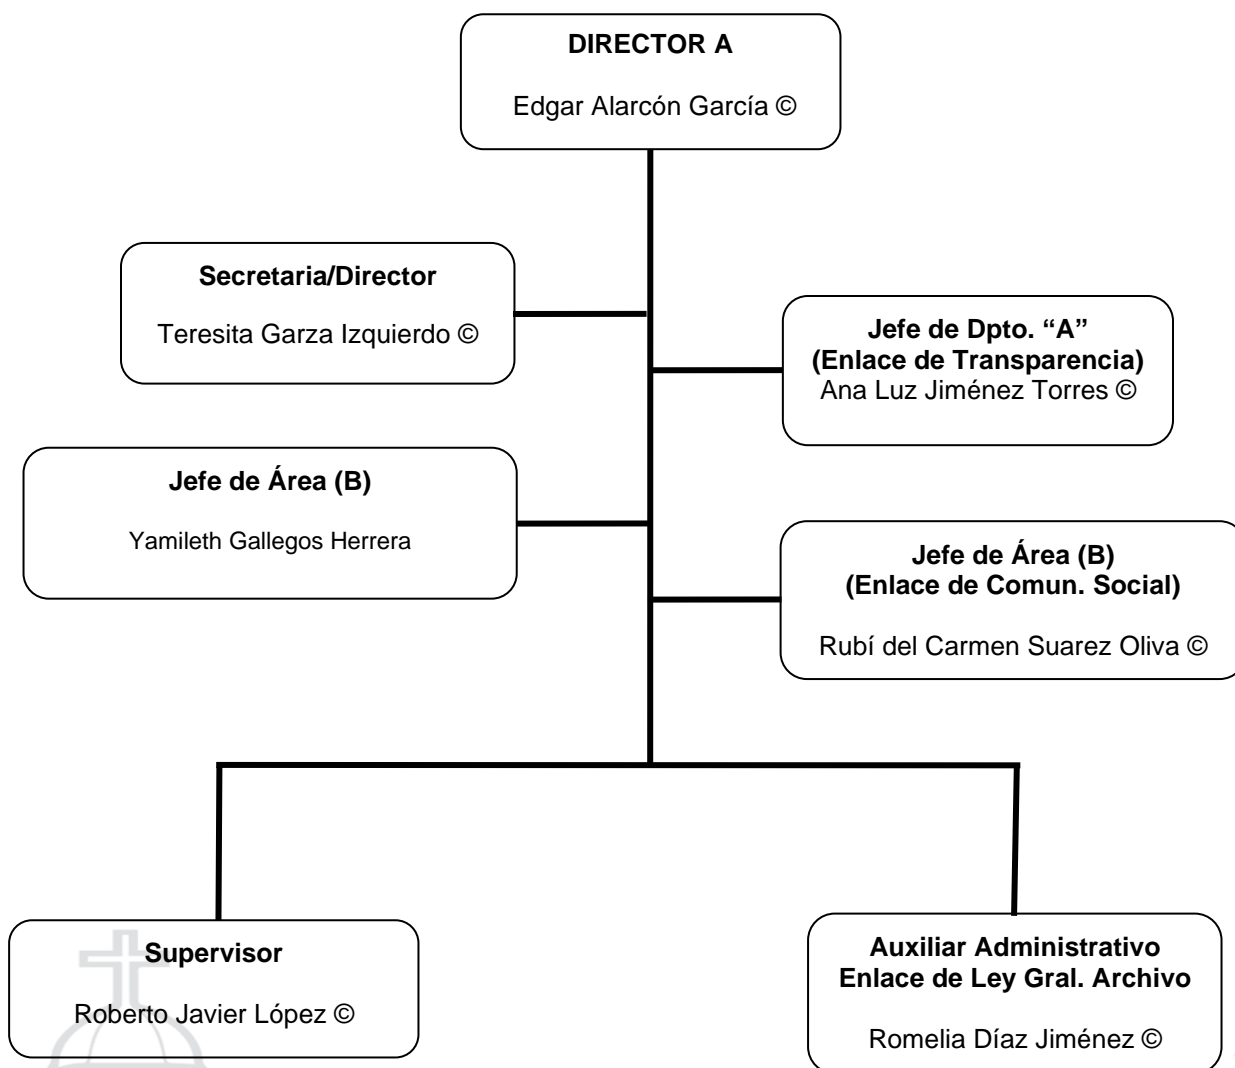 DIRECTOR A
Edgar Alarcón García ©
Secretaria/Director
Teresita Garza Izquierdo ©
Jefe de Dpto. “A”
(Enlace de Transparencia)
Ana Luz Jiménez Torres ©
Jefe de Área (B)
Yamileth Gallegos Herrera
Jefe de Área (B)
(Enlace de Comun. Social)
Rubí del Carmen Suarez Oliva ©
Supervisor
Roberto Javier López ©
Auxiliar Administrativo
Enlace de Ley Gral. Archivo
Romelia Díaz Jiménez ©